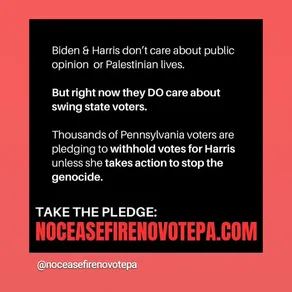 Biden & Harris don't care about public
opinion or Palestinian lives.
But right now they DO care about
swing state voters.
Thousands of Pennsylvania voters are
pledging to withhold votes for Harris
unless she takes action to stop the
genocide.
TAKE THE PLEDGE:
NOCEASEFIRENOVOTEPA.COM
@noceasefirenovotepa